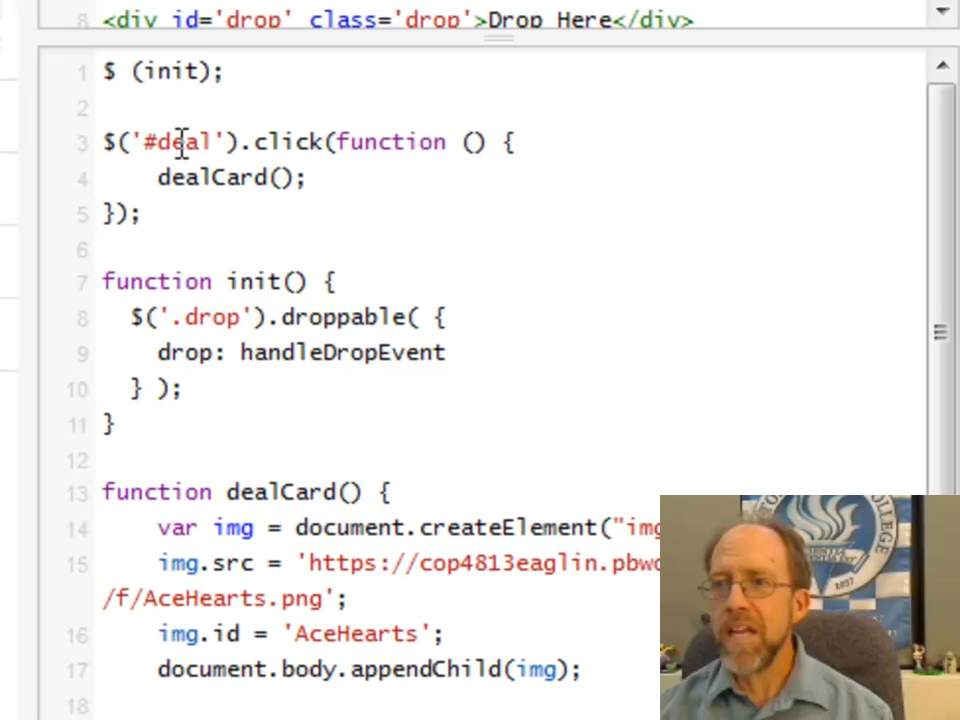 8 <div id='drop' class='drop'>Drop Here</div>
1 $ (init);
2
3 $('#deal').click(function () {
4 dealCard();
5 });
6
7 function init() {
8 $('.drop').droppable( {
9 drop: handleDropEvent
10 } );
11 }
12
13 function dealCard() {
14 var img = document.createElement("img
15 img.src = 'https://cop4813eaglin.pbwo
/f/AceHearts.png';
16 img.id = 'AceHearts';
17 document.body.appendChild(img);
18
COLLEGE
1957